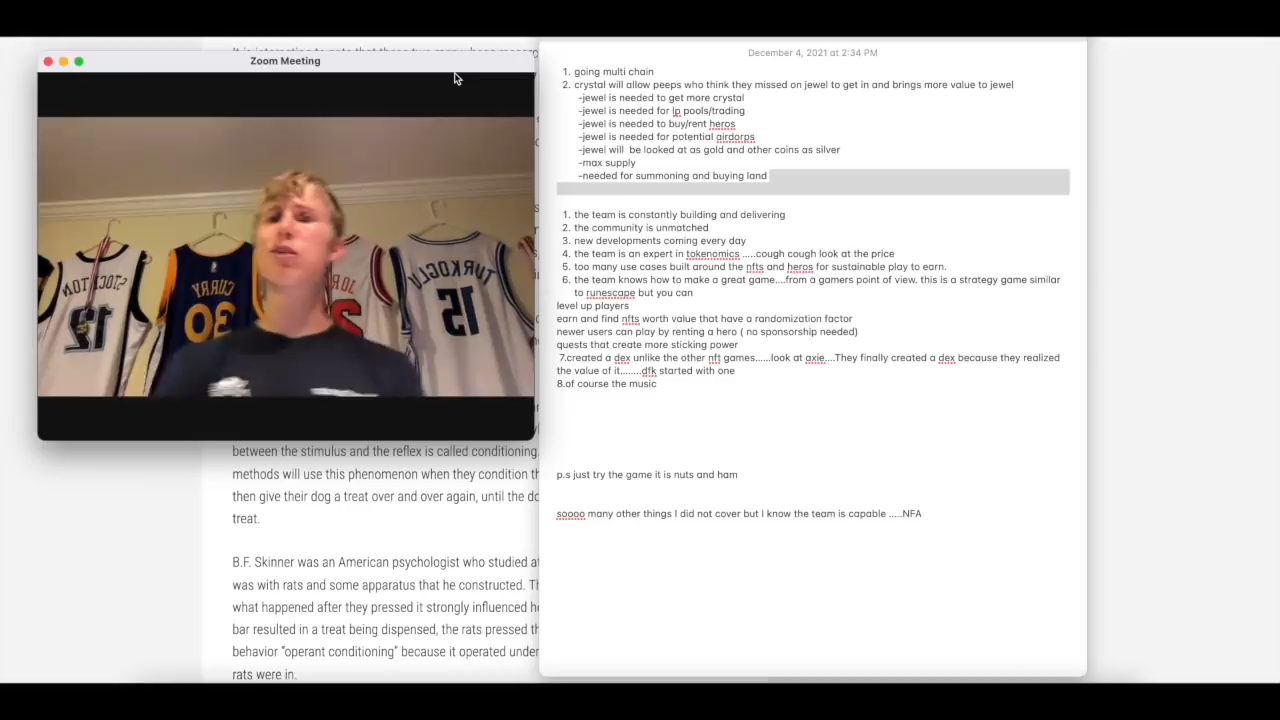 Zoom Meeting
STOCKTON
12
CURRY
30
TURKOGLU
15
between the stimulus and the reflex is called conditioning.
methods will use this phenomenon when they condition th
then give their dog a treat over and over again, until the do
treat.
B.F. Skinner was an American psychologist who studied at
was with rats and some apparatus that he constructed. Th
what happened after they pressed it strongly influenced he
bar resulted in a treat being dispensed, the rats pressed th
behavior “operant conditioning” because it operated under
rats were in.
December 4, 2021 at 2:34 PM
1. going multi chain
2. crystal will allow peeps who think they missed on jewel to get in and brings more value to jewel
-jewel is needed to get more crystal
-jewel is needed for lp pools/trading
-jewel is needed to buy/rent heros
-jewel is needed for potential airdorps
-jewel will  be looked at as gold and other coins as silver
-max supply
-needed for summoning and buying land
1. the team is constantly building and delivering
2. the community is unmatched
3. new developments coming every day
4. the team is an expert in tokenomics .....cough cough look at the price
5. too many use cases built around the nfts and heros for sustainable play to earn.
6. the team knows how to make a great game....from a gamers point of view. this is a strategy game similar
to runescape but you can
level up players
earn and find nfts worth value that have a randomization factor
newer users can play by renting a hero ( no sponsorship needed)
quests that create more sticking power
7.created a dex unlike the other nft games......look at axie....They finally created a dex because they realized
the value of it........dfk started with one
8.of course the music
p.s just try the game it is nuts and ham
soooo many other things I did not cover but I know the team is capable .....NFA